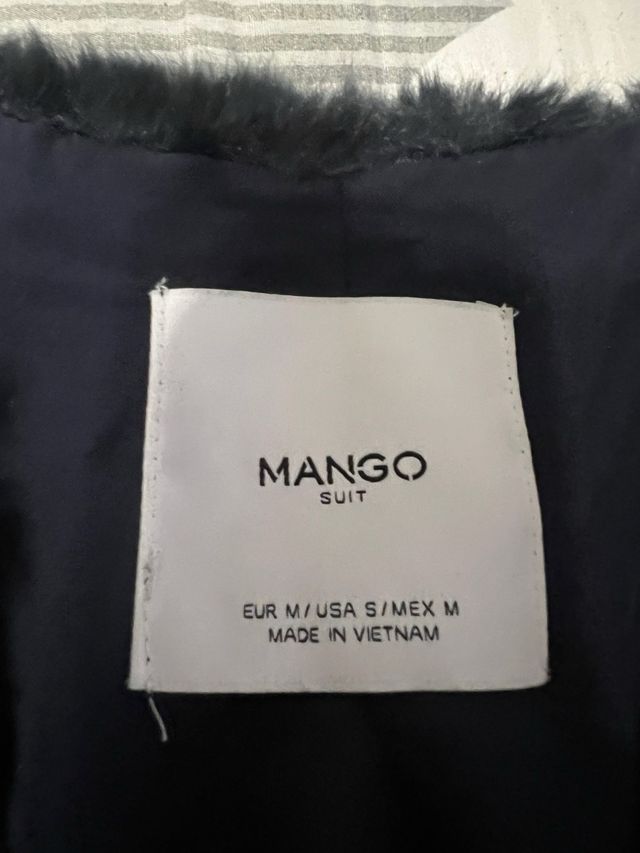 MANGO
SUIT
EUR M/USA S/MEX M
MADE IN VIETNAM